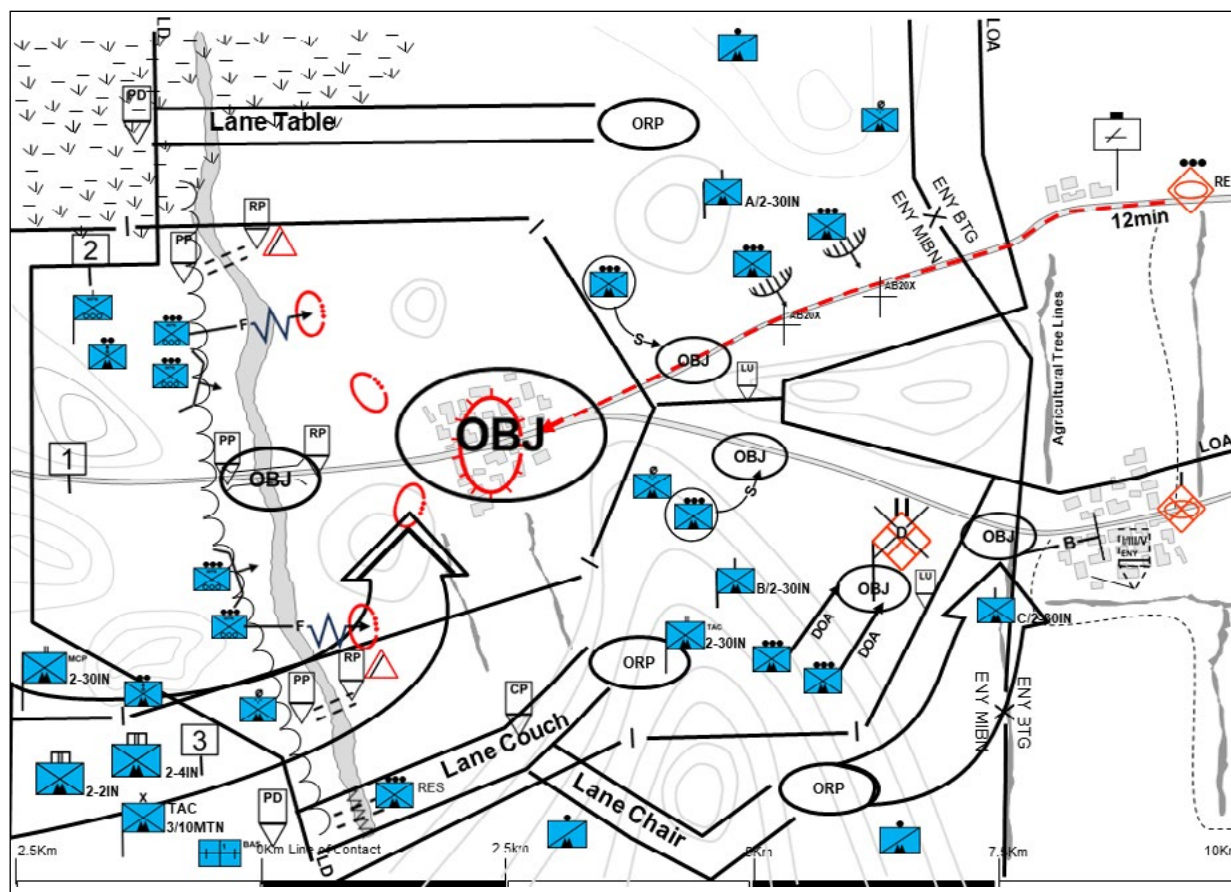 LD
LOA
PD
Lane Table
ORP
RP
A/2-30IN
ENY BTG
ENY MIBN
12min
RE
2
PP
F
AB20X
AB20X
S
OBJ
LU
Agricultural Tree Lines
OBJ
1
PP
RP
OBJ
OBJ
S
LOA
D
OBJ
B
I/III/V
ENY
B/2-30IN
OBJ
LU
C/2-30IN
DOA
DOA
F
TAC
2-30IN
MCP
2-30IN
RP
PP
ORP
CP
ENY MIBN
ENY BTG
3
2-4IN
2-2IN
Lane Couch
Lane Chair
ORP
RES
X
TAC
3/10MTN
PD
BAS
LD
2.5Km
0Km Line of Contact
2.5km
5Km
7.5Km
10Km